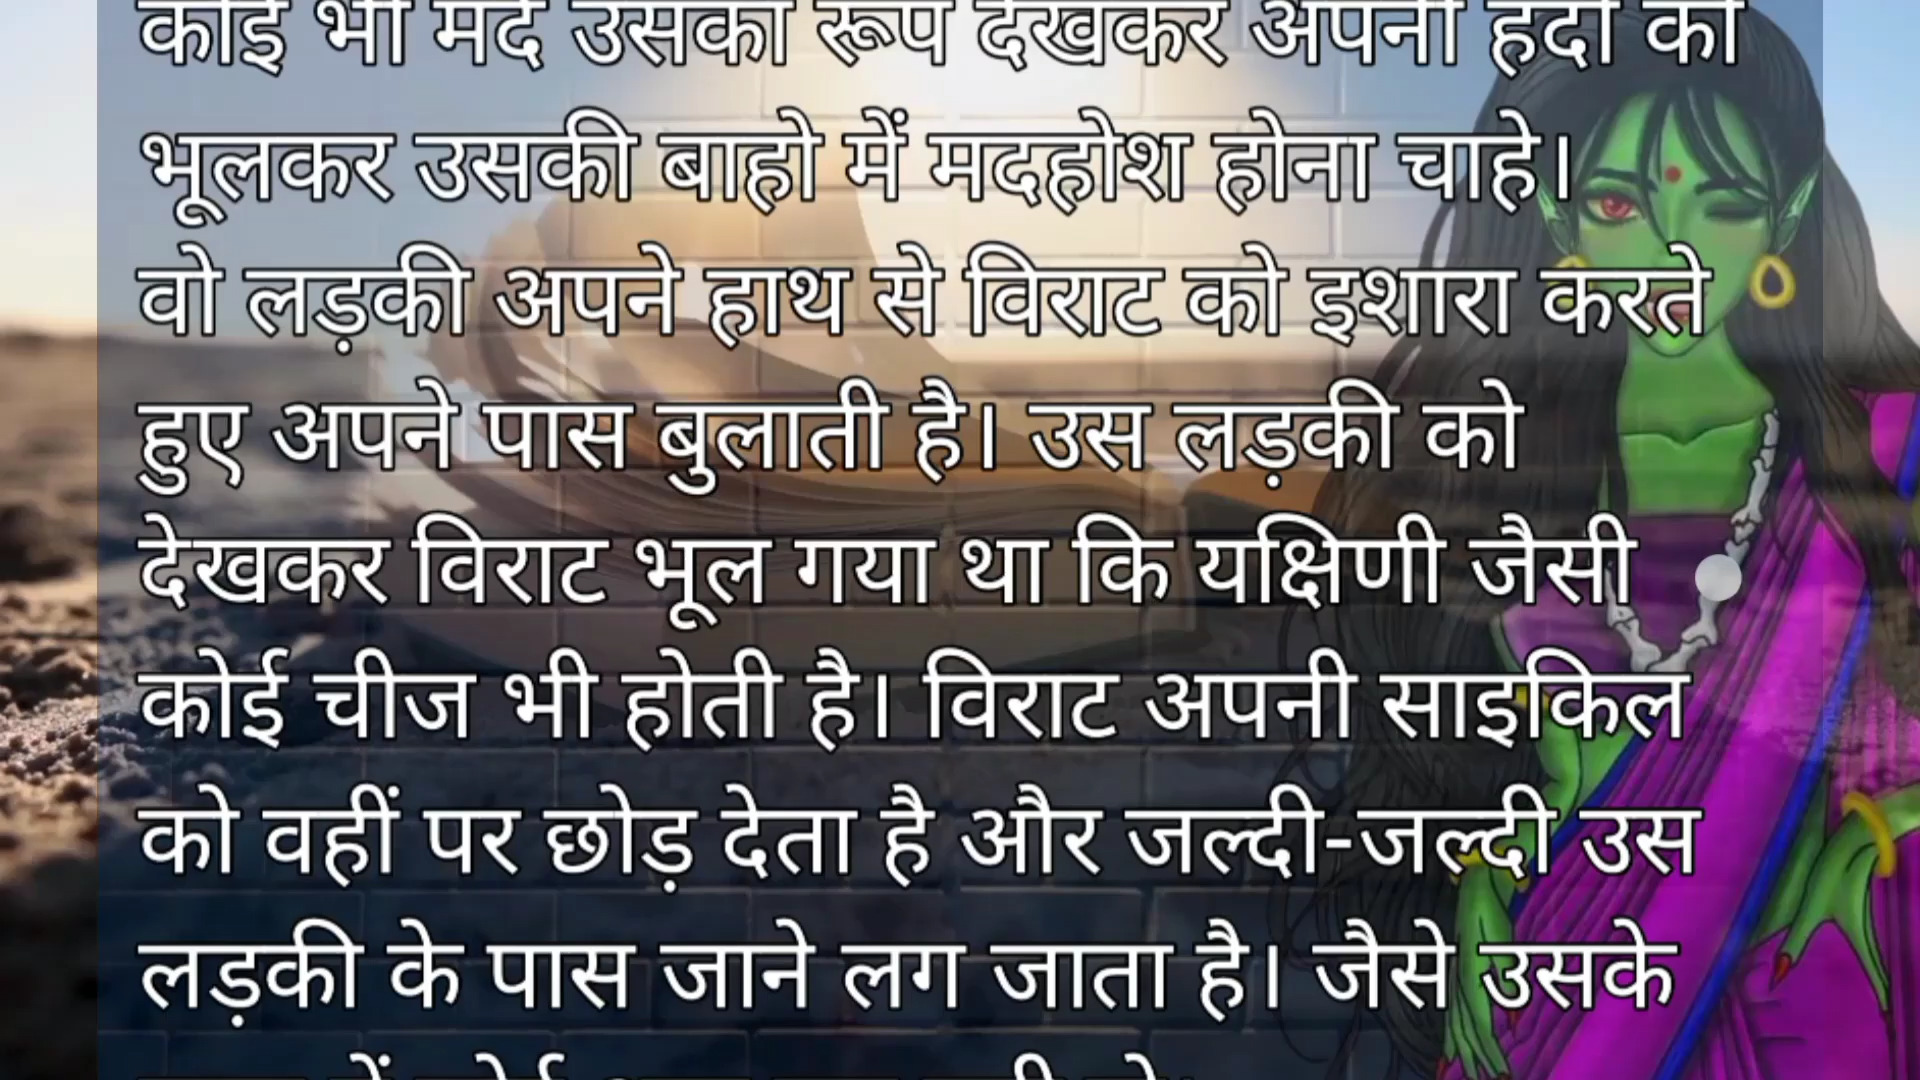 कोई भी मर्द उसका रूप देखकर अपनी हदों को
भूलकर उसकी बाहो में मदहोश होना चाहे।
वो लड़की अपने हाथ से विराट को इशारा करते
हुए अपने पास बुलाती है। उस लड़की को
देखकर विराट भूल गया था कि यक्षिणी जैसी
कोई चीज भी होती है। विराट अपनी साइकिल
को वहीं पर छोड़ देता है और जल्दी-जल्दी उस
लड़की के पास जाने लग जाता है। जैसे उसके